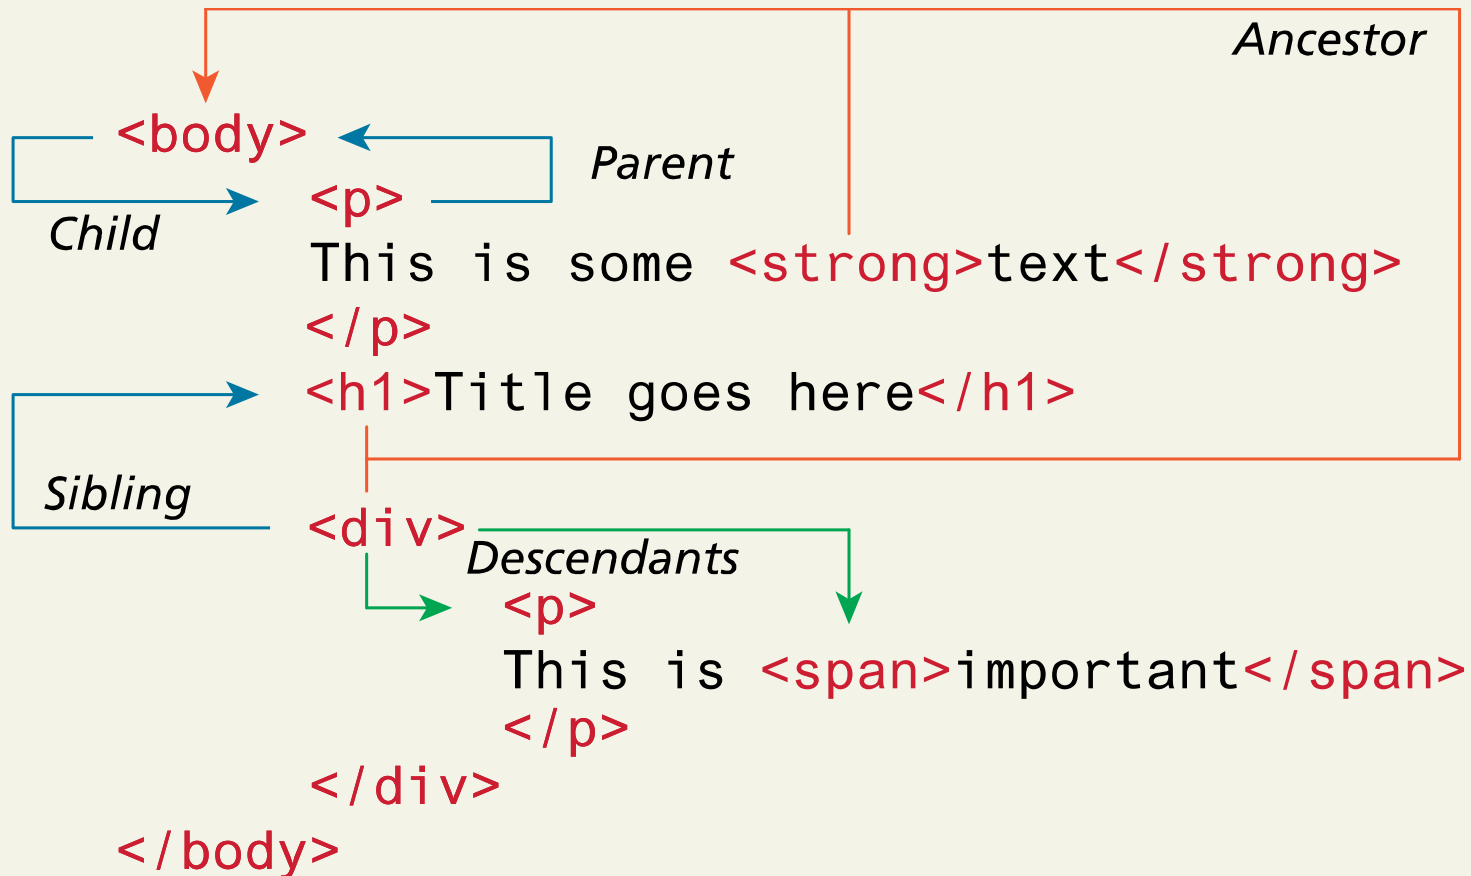 Ancestor
<body>
Parent
<p>
Child
This is some <strong>text</strong>
</p>
<h1>Title goes here</h1>
Sibling
<div>
Descendants
<p>
This is <span>important</span>
</p>
</div>
</body>